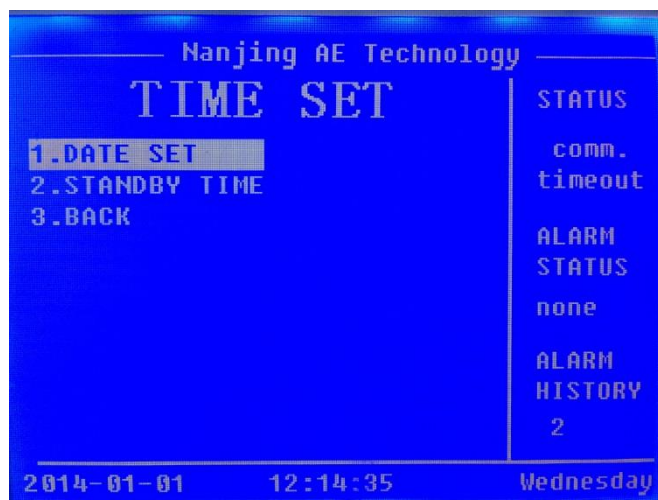 Nanjing AE Technology
TIME SET
1.DATE SET
2.STANDBY TIME
3.BACK
STATUS
comm.
timeout
ALARM
STATUS
none
ALARM
HISTORY
2
2014-01-01 12:14:35 Wednesday